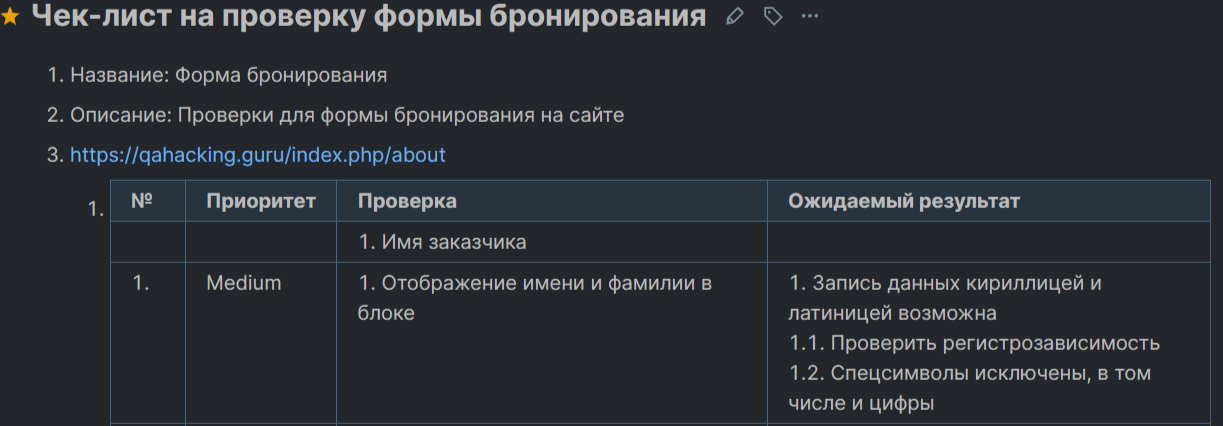 Чек-лист на проверку формы бронирования
1. Название: Форма бронирования
2. Описание: Проверки для формы бронирования на сайте
3. https://qahacking.guru/index.php/about
1.
№ Приоритет Проверка Ожидаемый результат
1. Имя заказчика
1. Medium 1. Отображение имени и фамилии в 1. Запись данных кириллицей и
блоке латиницей возможна
1.1. Проверить регистрозависимость
1.2. Спецсимволы исключены, в том
числе и цифры